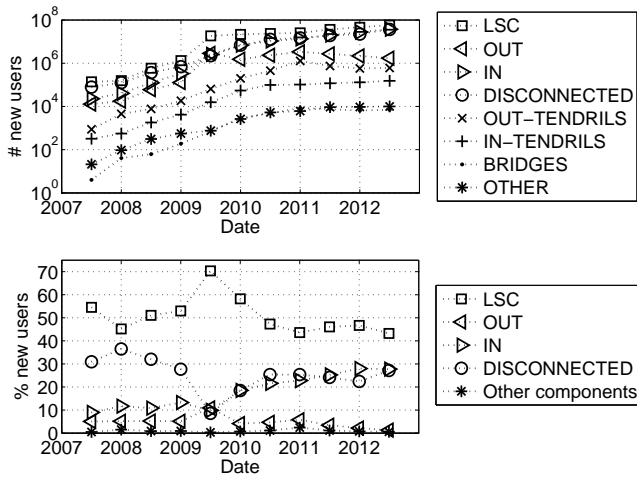 10^8
10^6
10^4
10^2
10^0
# new users
2007 2008 2009 2010 2011 2012
Date
LSC
OUT
IN
DISCONNECTED
OUT−TENDRILS
IN−TENDRILS
BRIDGES
OTHER
70
60
50
40
30
20
10
0
% new users
2007 2008 2009 2010 2011 2012
Date
LSC
OUT
IN
DISCONNECTED
Other components